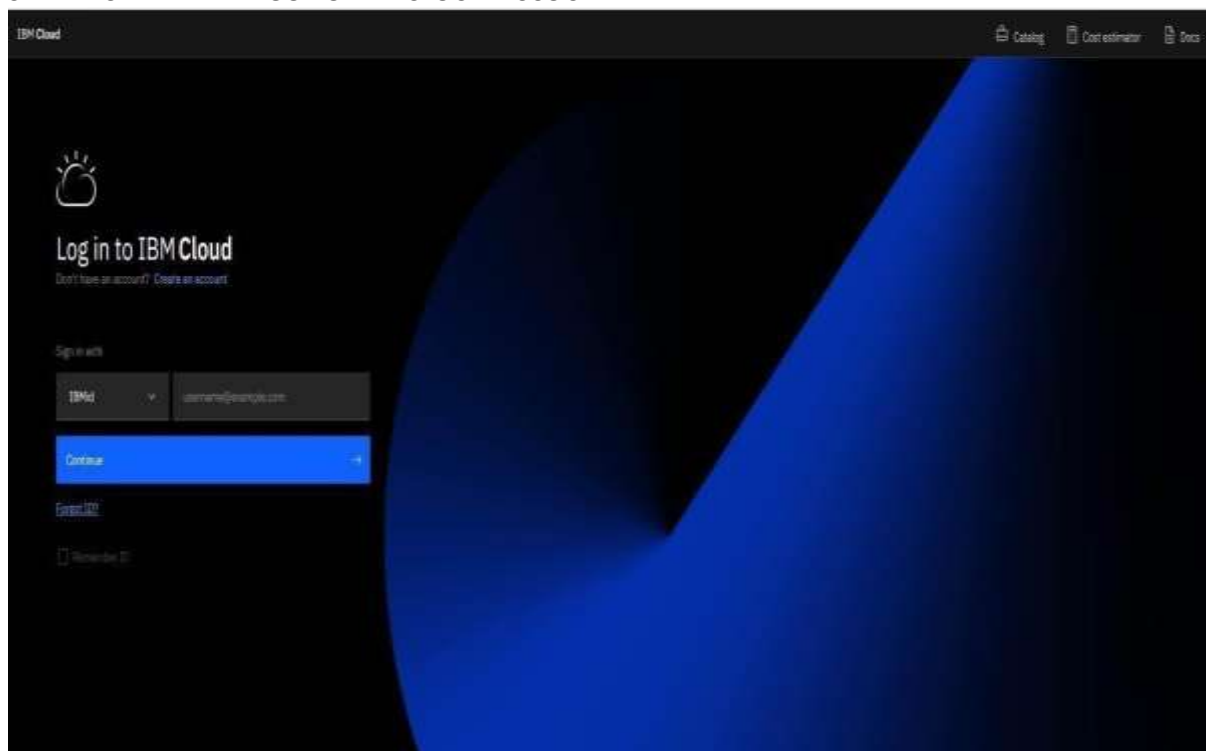 IBM Cloud
Catalog Cost estimator Docs
Log in to IBM Cloud
Don't have an account? Create an account
Sign in with
IBMid username@example.com
Continue →
Forgot ID?
Remember ID